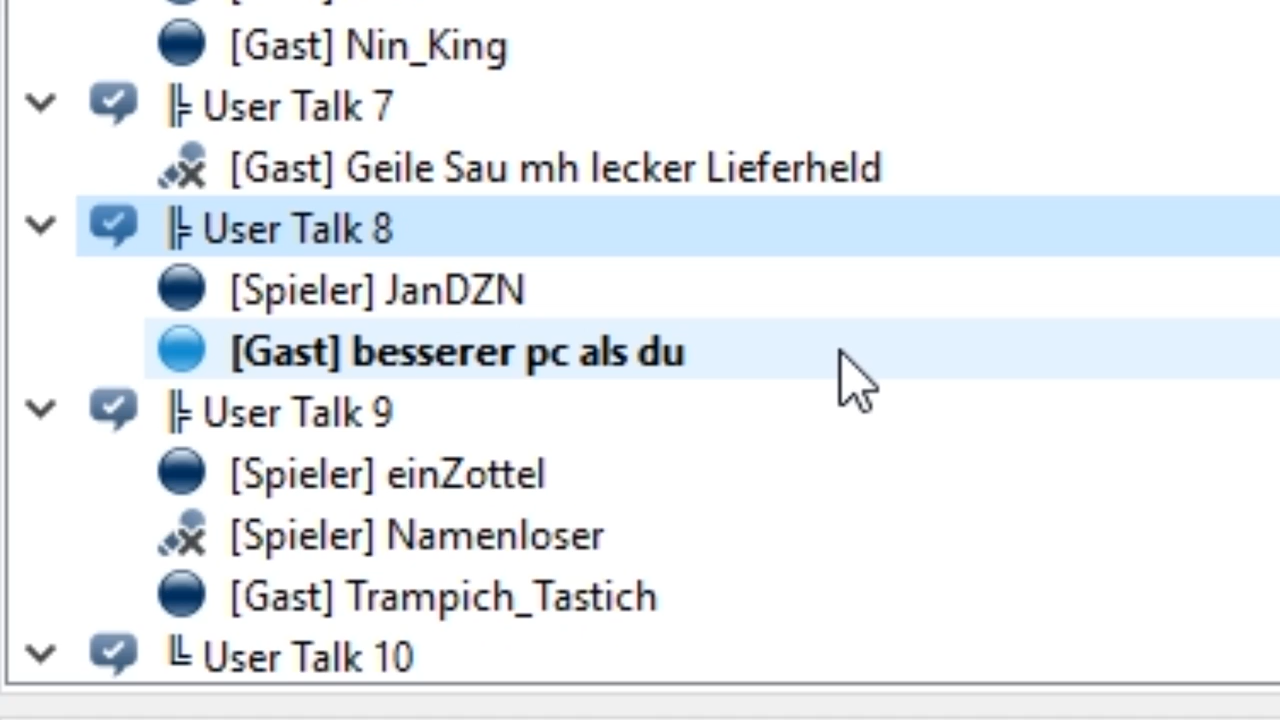 [Gast] Nin_King
╠ User Talk 7
[Gast] Geile Sau mh lecker Lieferheld
╠ User Talk 8
[Spieler] JanDZN
[Gast] besserer pc als du
╠ User Talk 9
[Spieler] einZottel
[Spieler] Namenloser
[Gast] Trampich_Tastich
╚ User Talk 10